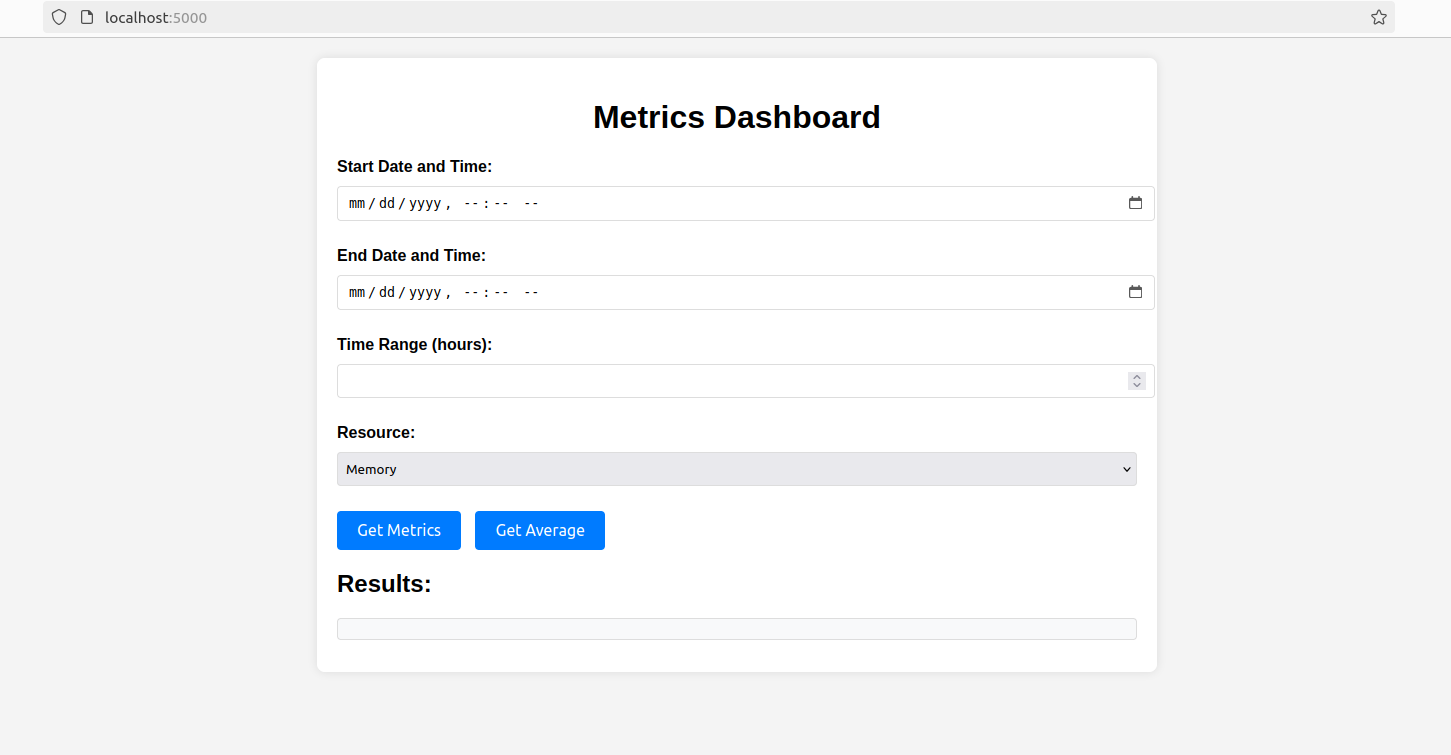 localhost:5000
Metrics Dashboard
Start Date and Time:
mm/dd/yyyy, --:-- --
End Date and Time:
mm/dd/yyyy, --:-- --
Time Range (hours):
Resource:
Memory
Get Metrics Get Average
Results: